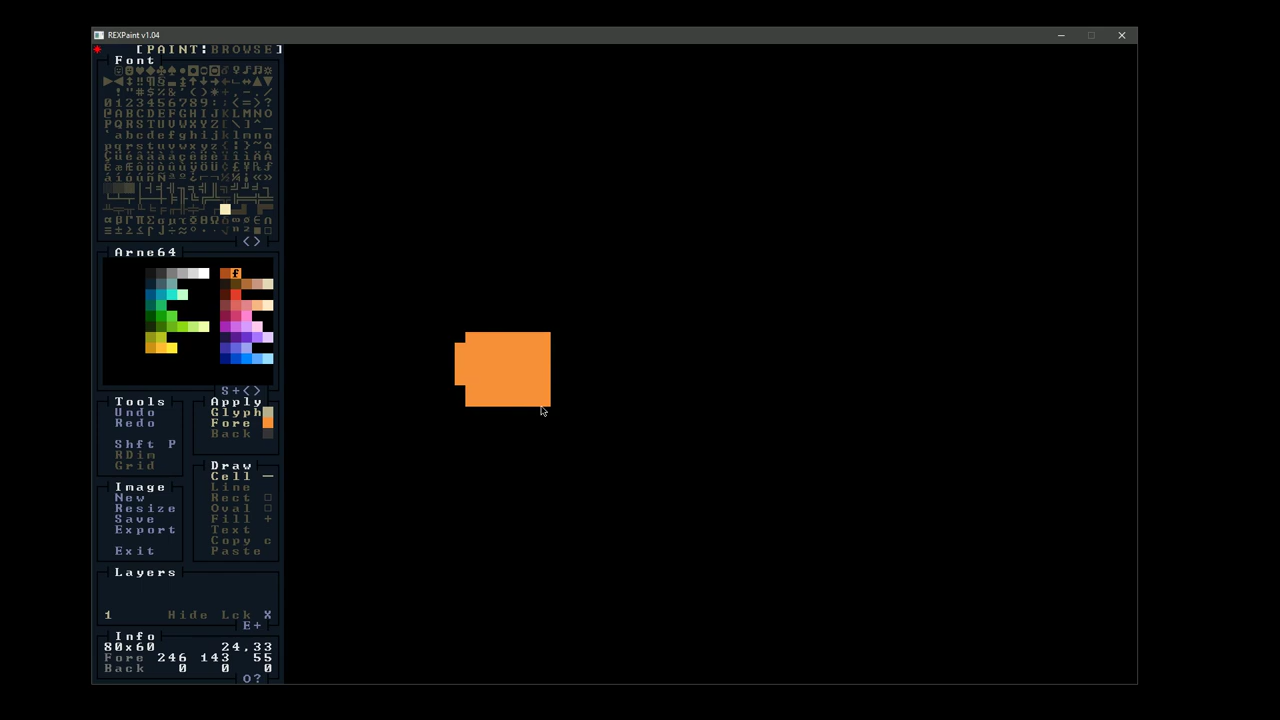 REXPaint v1.04
[PAINT:BROWSE]
Font
!"#$%&'()*+,-./
0123456789:;<=>?
@ABCDEFGHIJKLMNO
PQRSTUVWXYZ[\]^_
`abcdefghijklmno
pqrstuvwxyz{|}~
<>
Arne64
f
S+<>
Tools
Undo
Redo
Shft P
RDim
Grid
Apply
Glyph
Fore
Back
Draw
Cell
Line
Rect
Oval
Fill +
Text
Copy c
Paste
Image
New
Resize
Save
Export
Exit
Layers
1 Hide Lck X
E+
Info
80x60 24,33
Fore 246 143 55
Back 0 0 0
O?